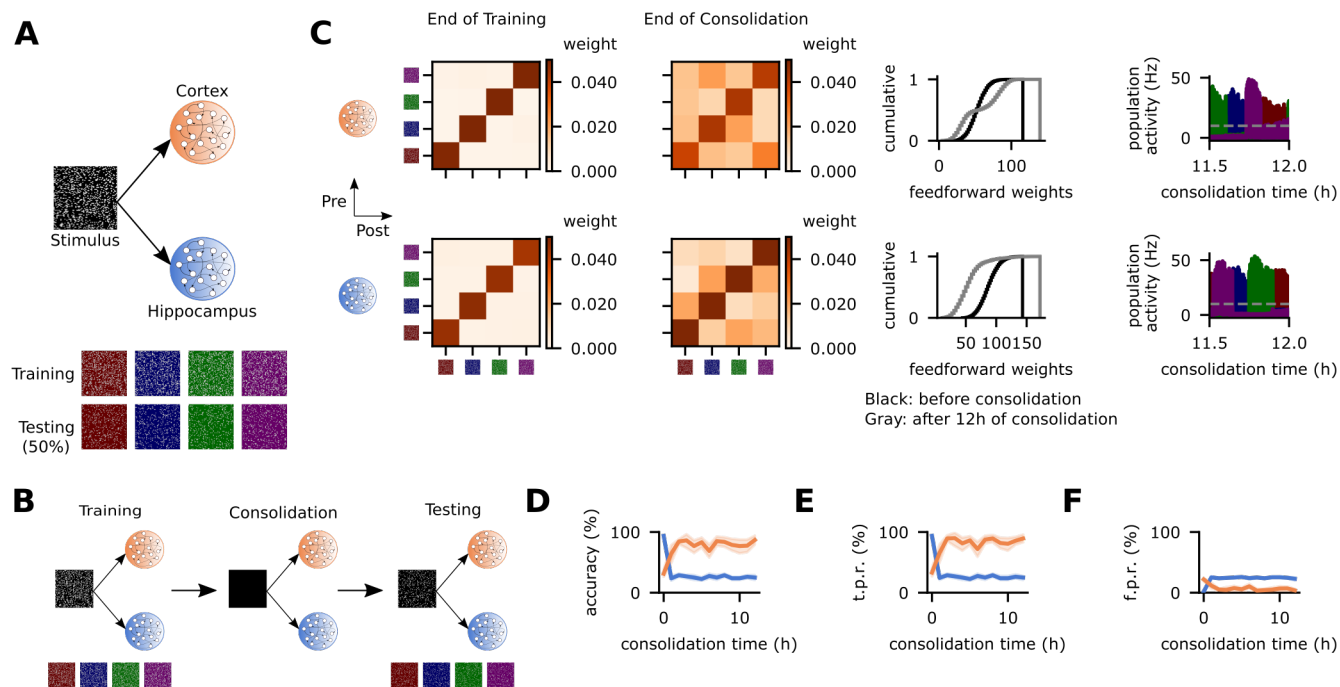 A
Cortex
Stimulus
Hippocampus
Training
Testing
(50%)
C
End of Training
End of Consolidation
weight
0.040
0.020
0.000
weight
0.040
0.020
0.000
cumulative
1
0
0
100
feedforward weights
population
activity (Hz)
50
0
11.5
12.0
consolidation time (h)
Pre
Post
weight
0.040
0.020
0.000
weight
0.040
0.020
0.000
cumulative
1
0
50
100
150
feedforward weights
population
activity (Hz)
50
0
11.5
12.0
consolidation time (h)
Black: before consolidation
Gray: after 12h of consolidation
B
Training
Consolidation
Testing
D
accuracy (%)
100
0
0
10
consolidation time (h)
E
t.p.r. (%)
100
0
0
10
consolidation time (h)
F
f.p.r. (%)
100
0
0
10
consolidation time (h)